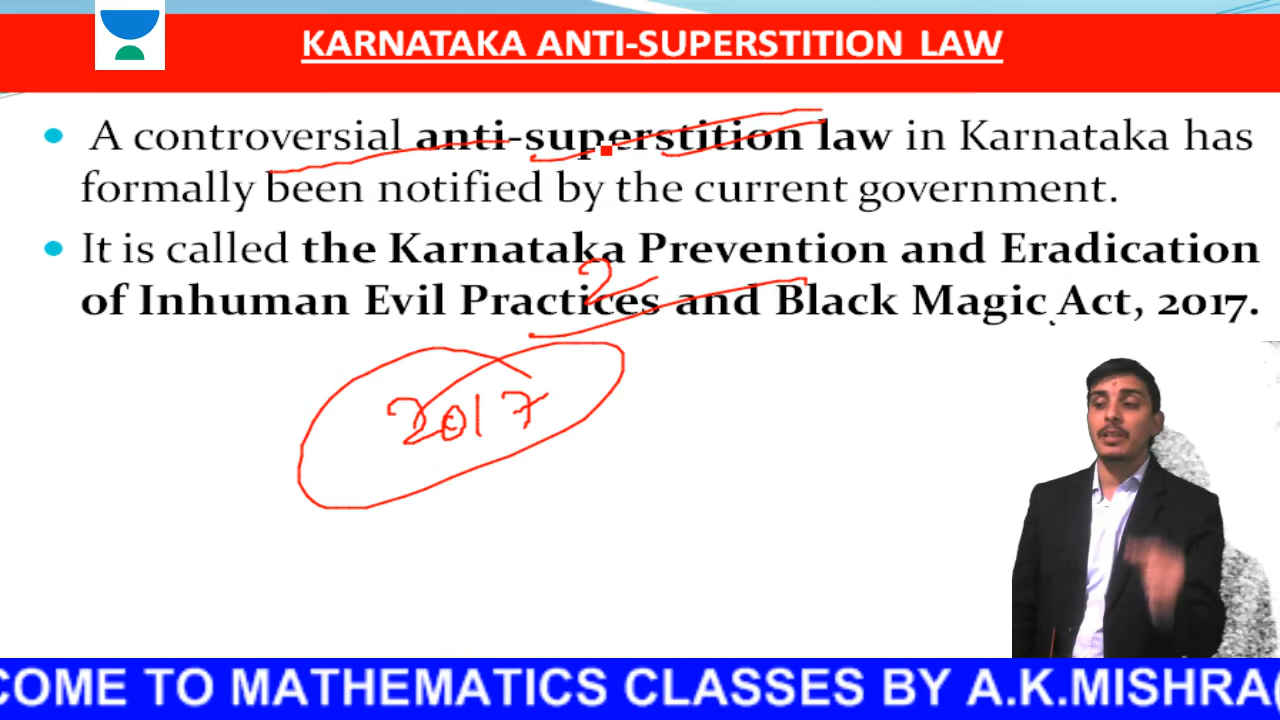 KARNATAKA ANTI-SUPERSTITION LAW
A controversial anti-superstition law in Karnataka has
formally been notified by the current government.
It is called the Karnataka Prevention and Eradication
2
of Inhuman Evil Practices and Black Magic Act, 2017.
2017
COME TO MATHEMATICS CLASSES BY A.K.MISHRA(